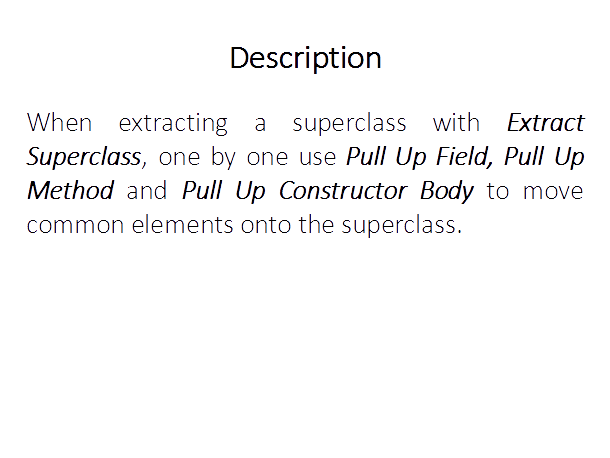 Description
When extracting a superclass with Extract
Superclass, one by one use Pull Up Field, Pull Up
Method and Pull Up Constructor Body to move
common elements onto the superclass.